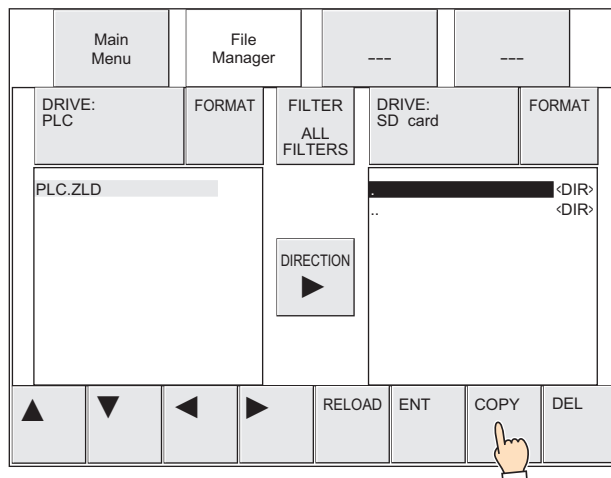 Main
Menu
File
Manager
---
---
DRIVE:
PLC
FORMAT
FILTER
ALL
FILTERS
DRIVE:
SD card
FORMAT
PLC.ZLD
. <DIR>
.. <DIR>
DIRECTION
RELOAD
ENT
COPY
DEL